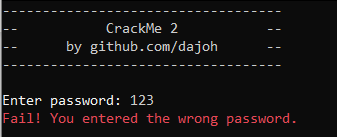 ----------------------------------
--          CrackMe 2           --
--     by github.com/dajoh      --
----------------------------------
Enter password: 123
Fail! You entered the wrong password.